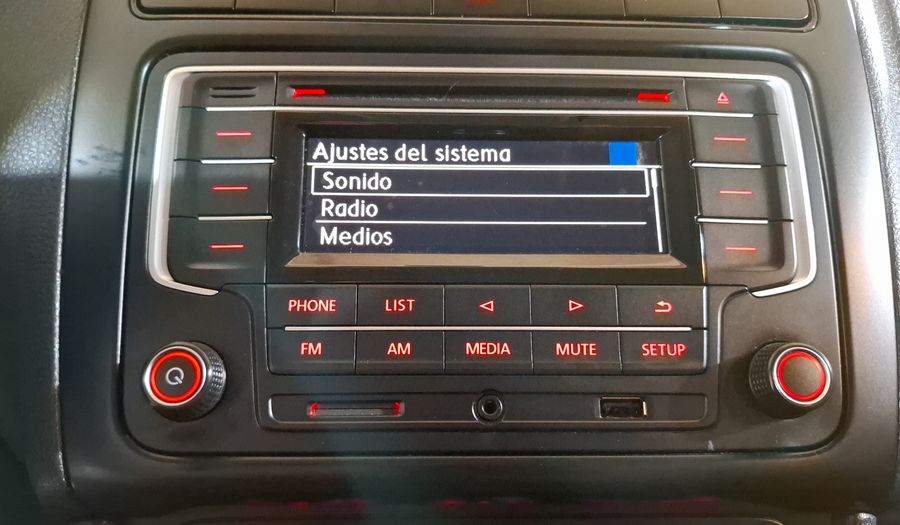 Ajustes del sistema
Sonido
Radio
Medios
PHONE LIST
FM AM MEDIA MUTE SETUP